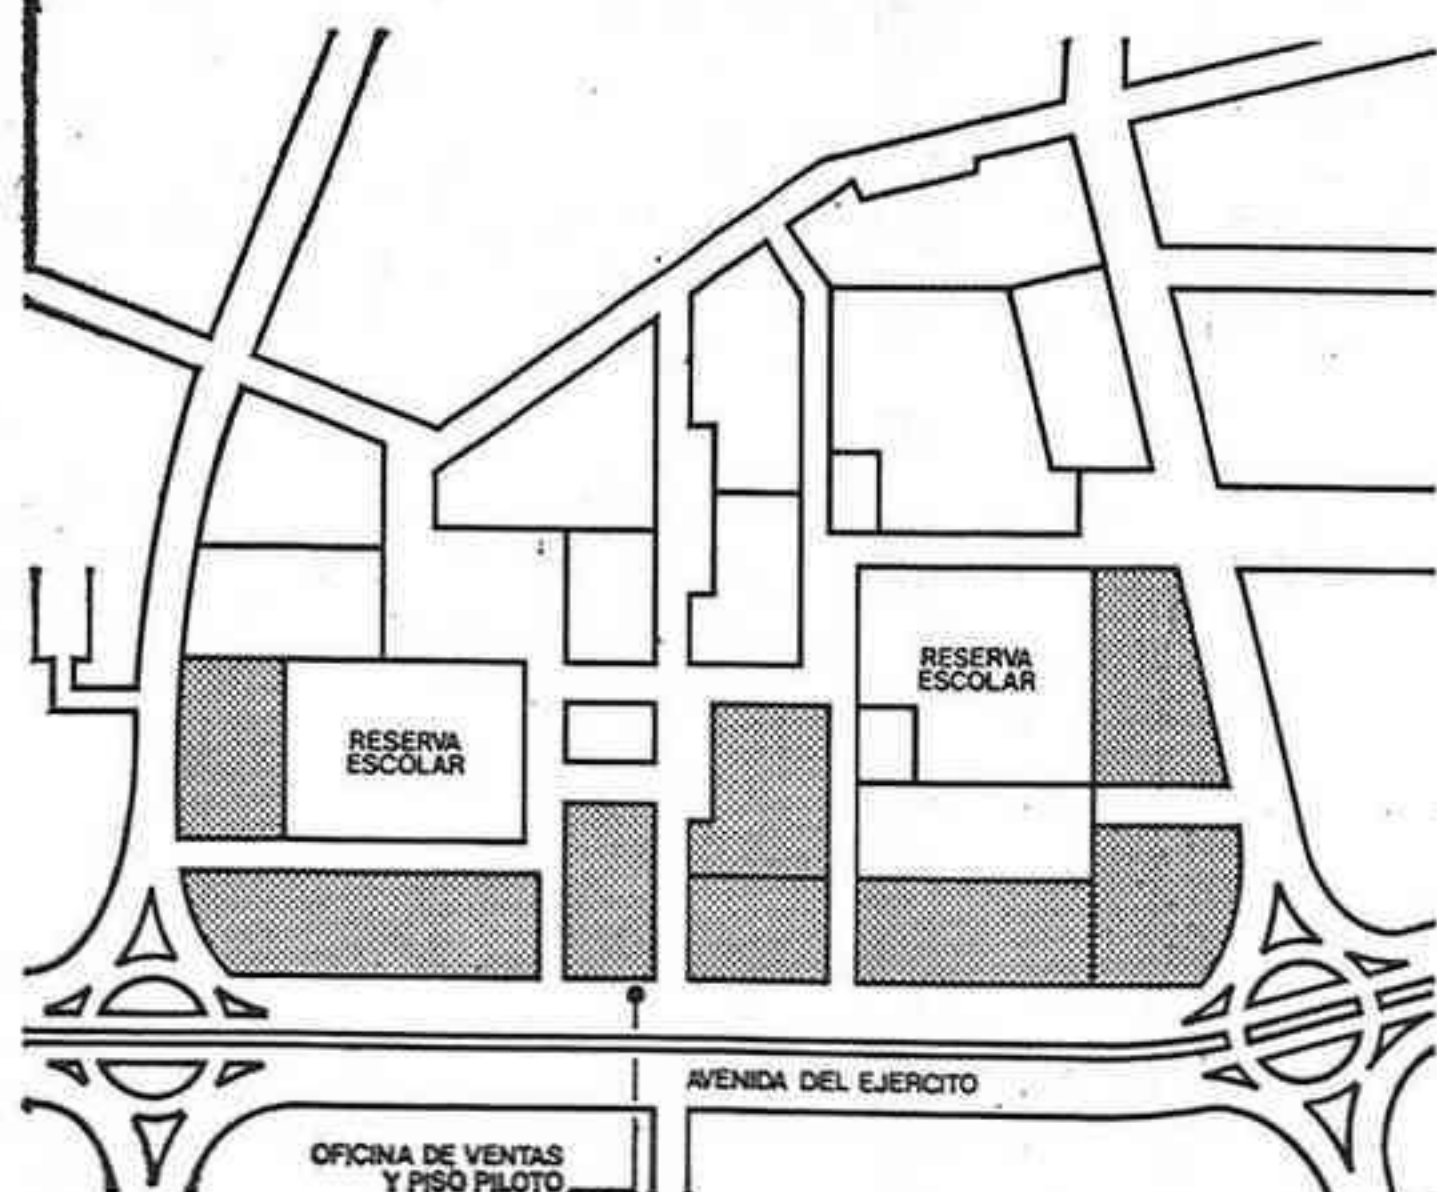 RESERVA
ESCOLAR
RESERVA
ESCOLAR
AVENIDA DEL EJERCITO
OFICINA DE VENTAS
Y PISO PILOTO